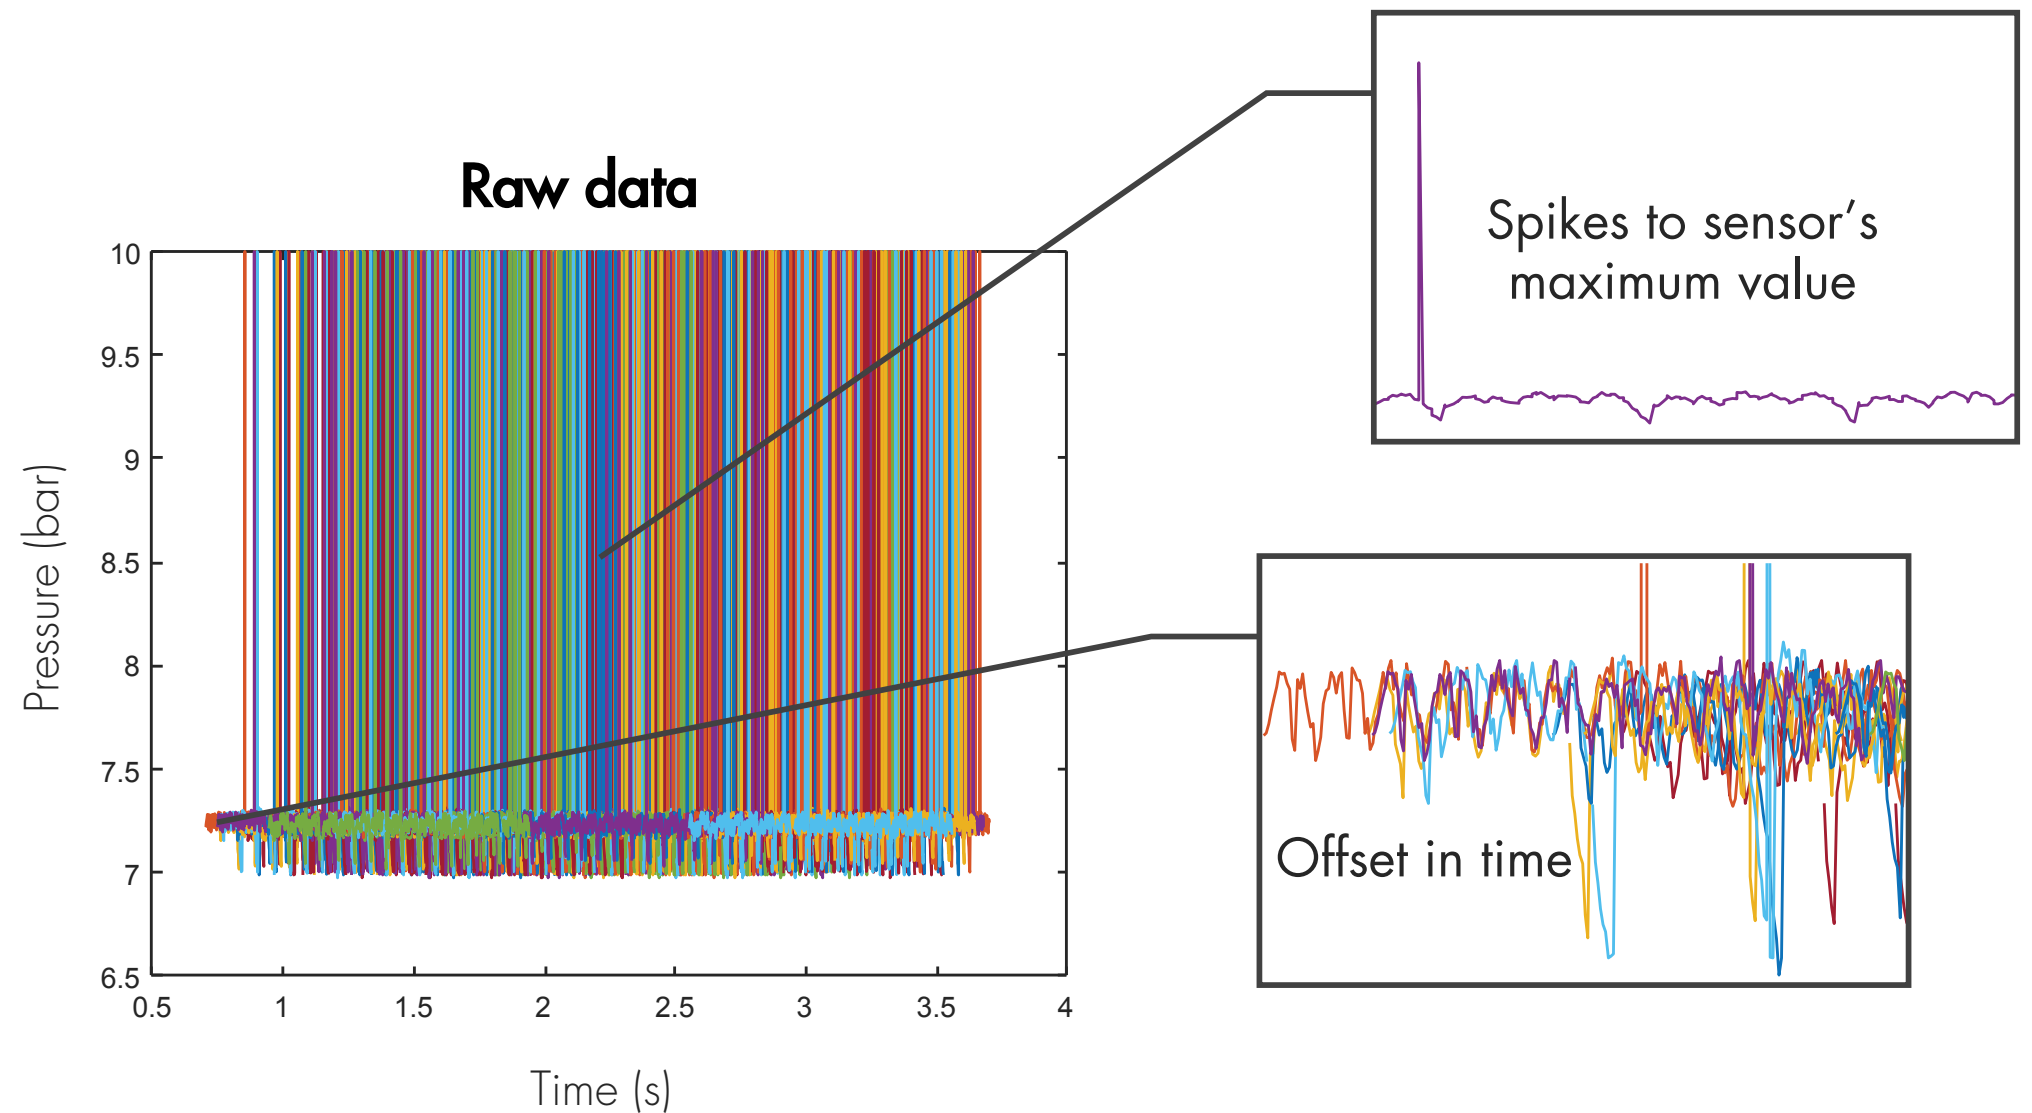 Raw data
Spikes to sensor's
maximum value
10
9.5
9
8.5
8
7.5
7
6.5
Pressure (bar)
0.5 1 1.5 2 2.5 3 3.5 4
Time (s)
Offset in time